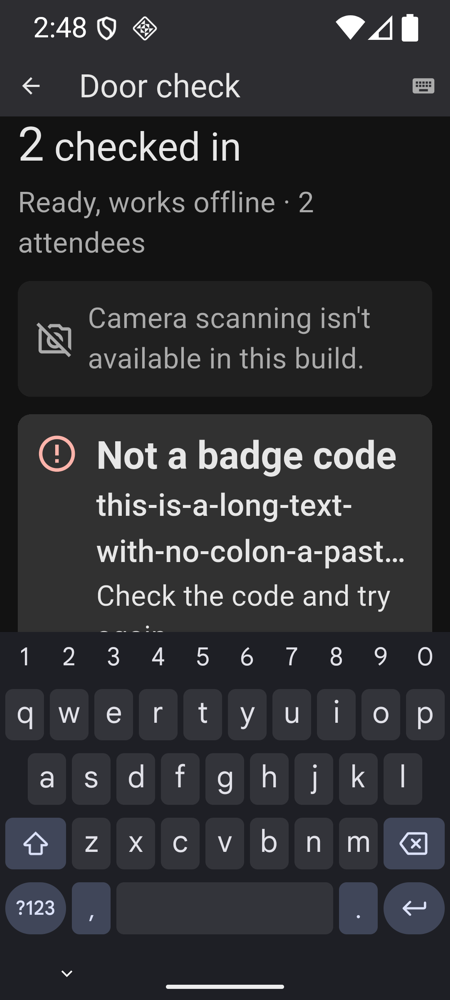 2:48
Door check
2 checked in
Ready, works offline · 2
attendees
Camera scanning isn't
available in this build.
Not a badge code
this-is-a-long-text-
with-no-colon-a-past…
Check the code and try
again
1 2 3 4 5 6 7 8 9 0
q w e r t y u i o p
a s d f g h j k l
z x c v b n m
?123 , .